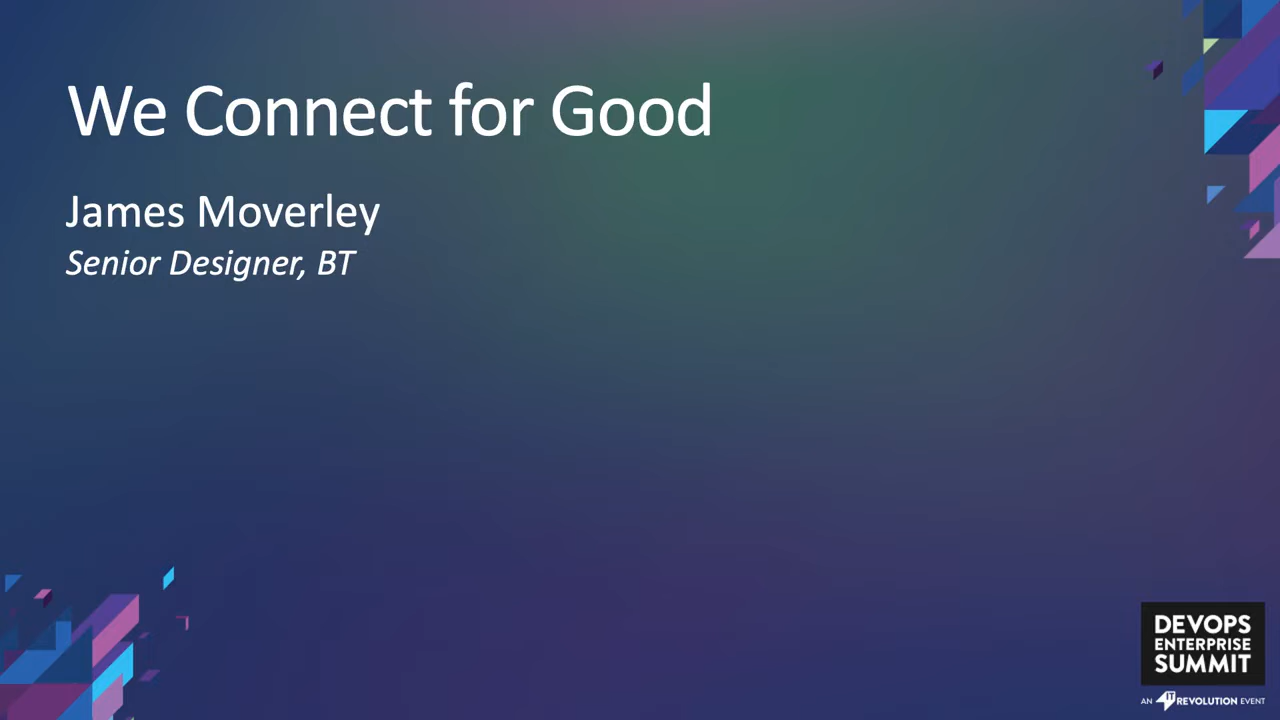 We Connect for Good
James Moverley
Senior Designer, BT
DEVOPS
ENTERPRISE
SUMMIT
AN IT REVOLUTION EVENT